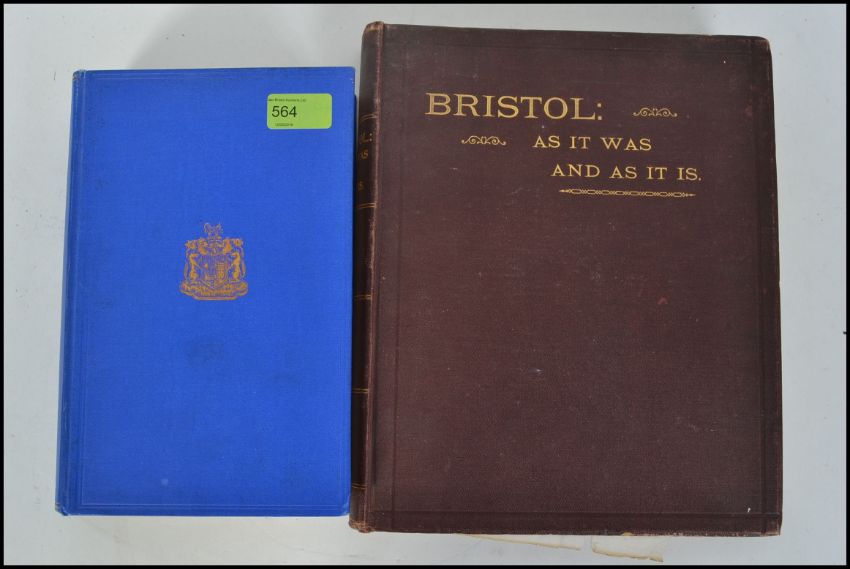 564
BRISTOL:
AS IT WAS
AND AS IT IS.